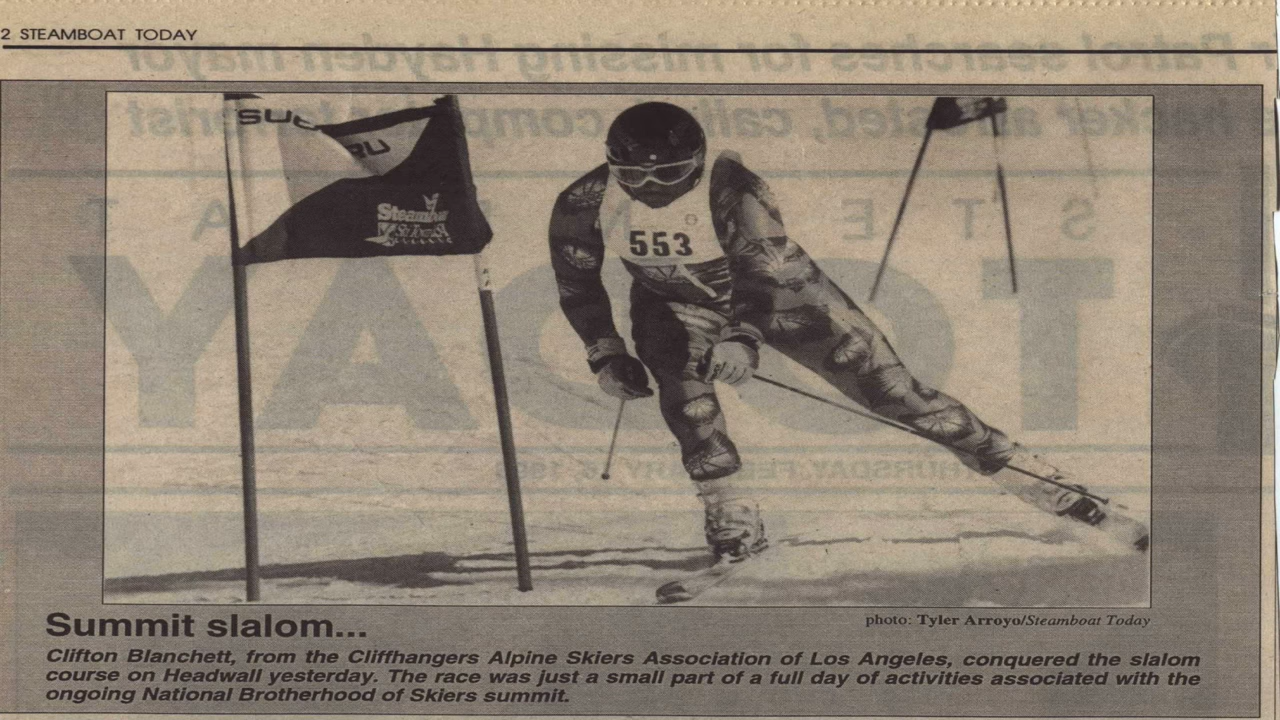 2 STEAMBOAT TODAY
SUBARU
Steamboat
553
Summit slalom...
photo: Tyler Arroyo/Steamboat Today
Clifton Blanchett, from the Cliffhangers Alpine Skiers Association of Los Angeles, conquered the slalom
course on Headwall yesterday. The race was just a small part of a full day of activities associated with the
ongoing National Brotherhood of Skiers summit.